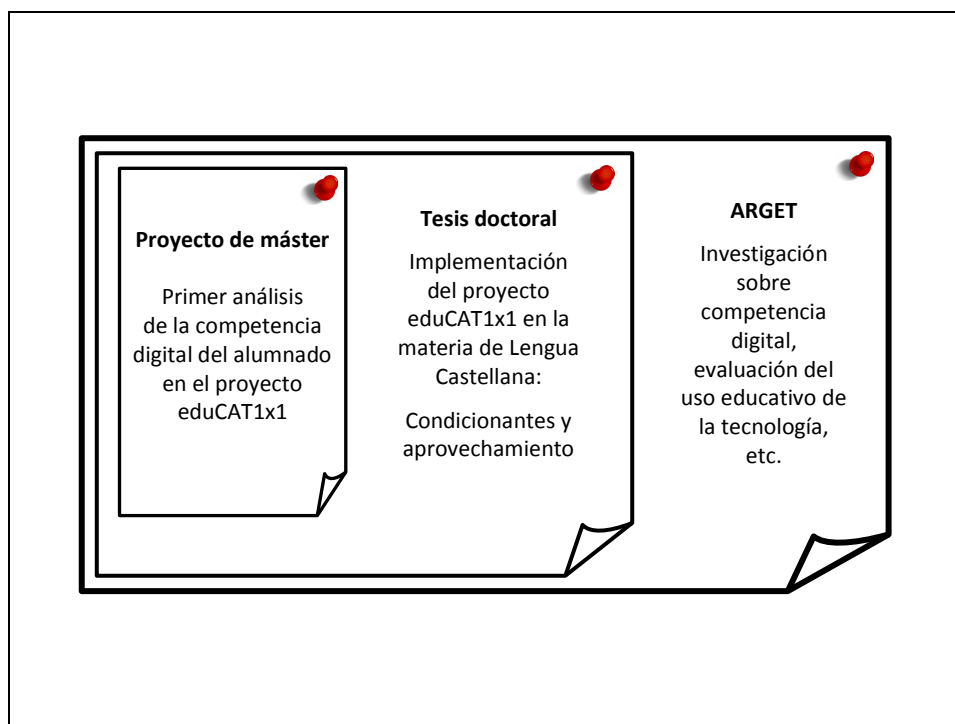 Proyecto de máster
Primer análisis
de la competencia
digital del alumnado
en el proyecto
eduCAT1x1
Tesis doctoral
Implementación
del proyecto
eduCAT1x1 en la
materia de Lengua
Castellana:
Condicionantes y
aprovechamiento
ARGET
Investigación
sobre
competencia
digital,
evaluación del
uso educativo de
la tecnología,
etc.